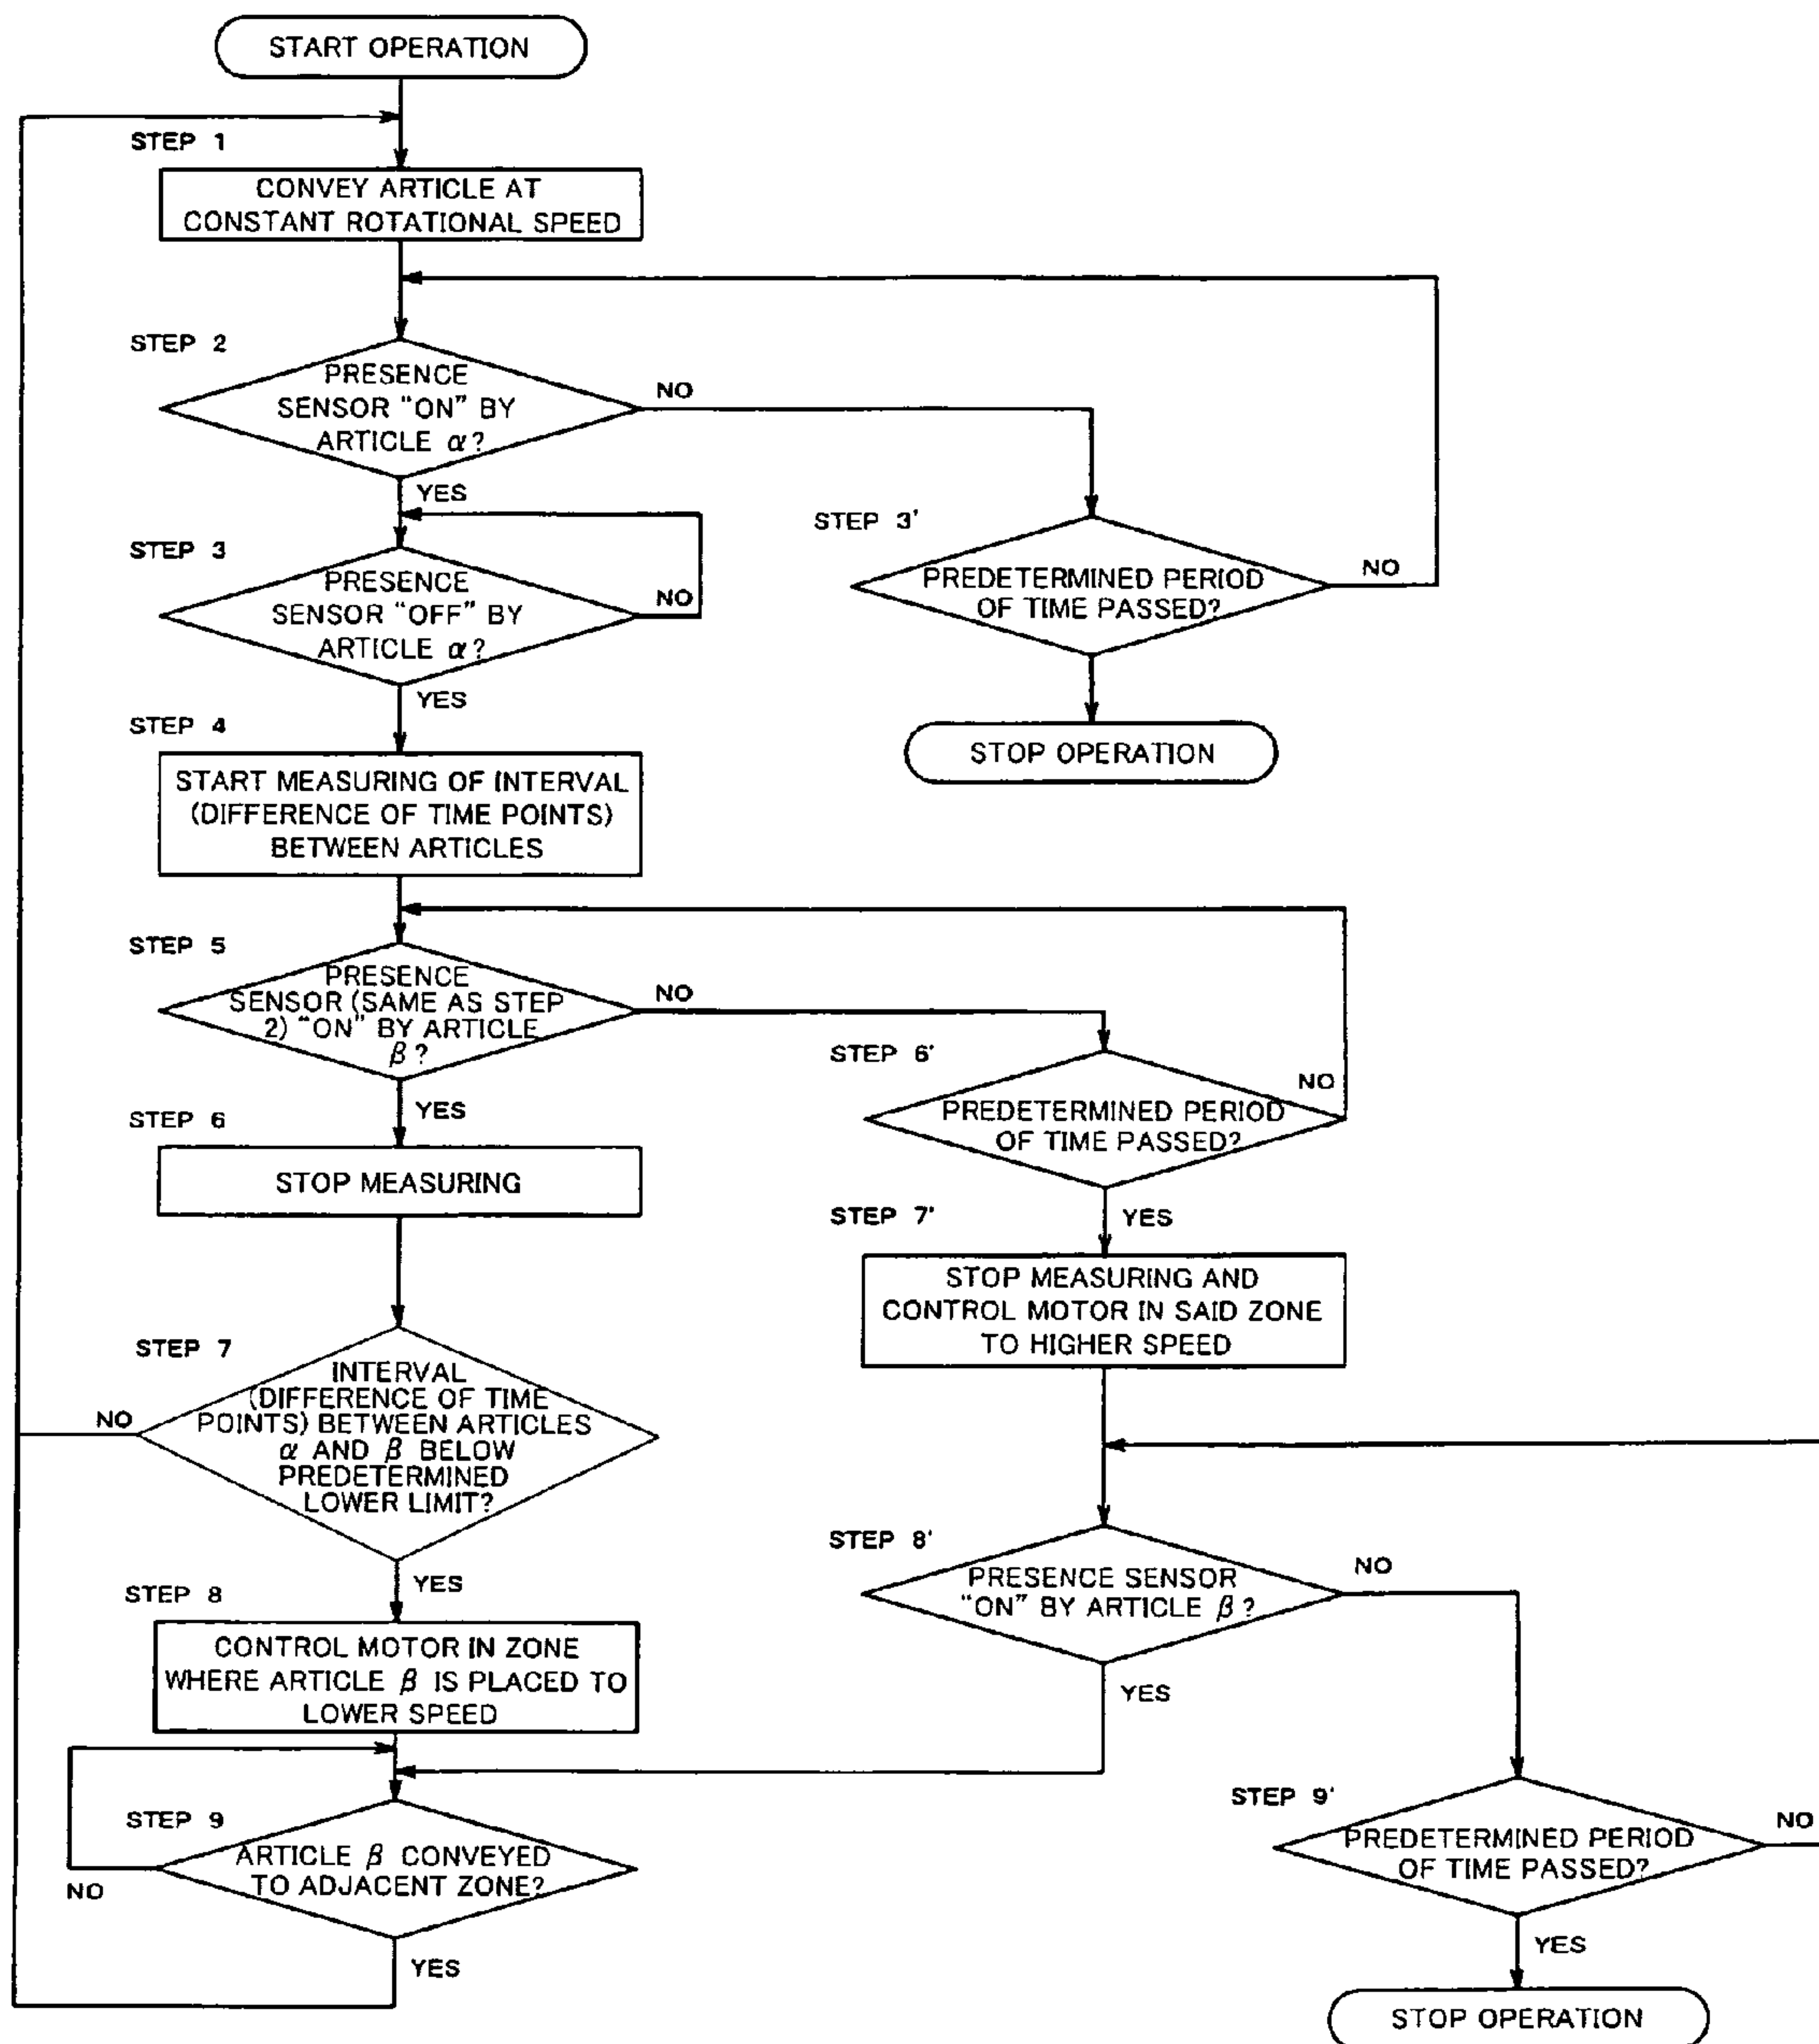 START OPERATION
STEP 1
CONVEY ARTICLE AT
CONSTANT ROTATIONAL SPEED
STEP 2
PRESENCE
SENSOR "ON" BY
ARTICLE α?
NO
YES
STEP 3
PRESENCE
SENSOR "OFF" BY
ARTICLE α?
NO
YES
STEP 3'
PREDETERMINED PERIOD
OF TIME PASSED?
NO
STOP OPERATION
STEP 4
START MEASURING OF INTERVAL
(DIFFERENCE OF TIME POINTS)
BETWEEN ARTICLES
STEP 5
PRESENCE
SENSOR (SAME AS STEP
2) "ON" BY ARTICLE
β?
NO
YES
STEP 6'
PREDETERMINED PERIOD
OF TIME PASSED?
NO
YES
STEP 6
STOP MEASURING
STEP 7'
STOP MEASURING AND
CONTROL MOTOR IN SAID ZONE
TO HIGHER SPEED
STEP 7
INTERVAL
(DIFFERENCE OF TIME
POINTS) BETWEEN ARTICLES
α AND β BELOW
PREDETERMINED
LOWER LIMIT?
NO
YES
STEP 8'
PRESENCE SENSOR
"ON" BY ARTICLE β?
NO
YES
STEP 8
CONTROL MOTOR IN ZONE
WHERE ARTICLE β IS PLACED TO
LOWER SPEED
STEP 9
ARTICLE β CONVEYED
TO ADJACENT ZONE?
NO
YES
STEP 9'
PREDETERMINED PERIOD
OF TIME PASSED?
NO
YES
STOP OPERATION